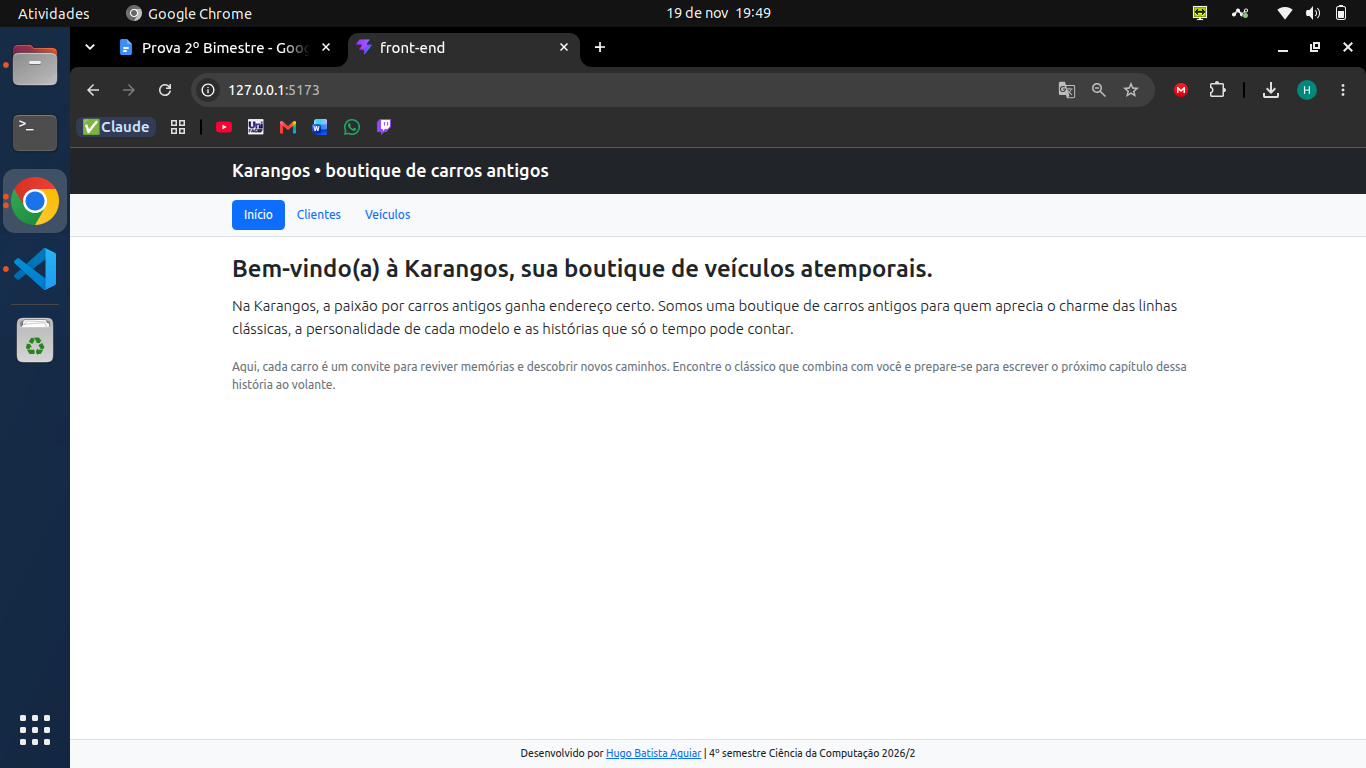 Atividades
Google Chrome
19 de nov 19:49
Prova 2º Bimestre - Goo
front-end
127.0.0.1:5173
H
Claude
Karangos • boutique de carros antigos
Início
Clientes
Veículos
Bem-vindo(a) à Karangos, sua boutique de veículos atemporais.
Na Karangos, a paixão por carros antigos ganha endereço certo. Somos uma boutique de carros antigos para quem aprecia o charme das linhas
clássicas, a personalidade de cada modelo e as histórias que só o tempo pode contar.
Aqui, cada carro é um convite para reviver memórias e descobrir novos caminhos. Encontre o clássico que combina com você e prepare-se para escrever o próximo capítulo dessa
história ao volante.
Desenvolvido por Hugo Batista Aguiar | 4º semestre Ciência da Computação 2026/2